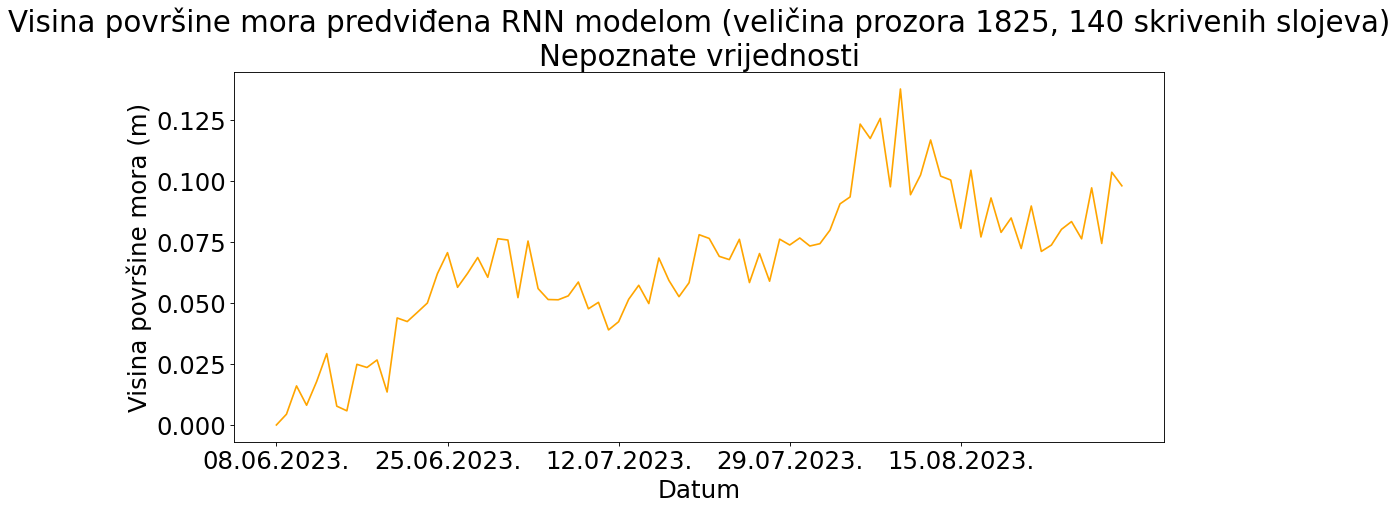 Visina površine mora predviđena RNN modelom (veličina prozora 1825, 140 skrivenih slojeva)
Nepoznate vrijednosti
Visina površine mora (m)
0.125
0.100
0.075
0.050
0.025
0.000
08.06.2023. 25.06.2023. 12.07.2023. 29.07.2023. 15.08.2023.
Datum